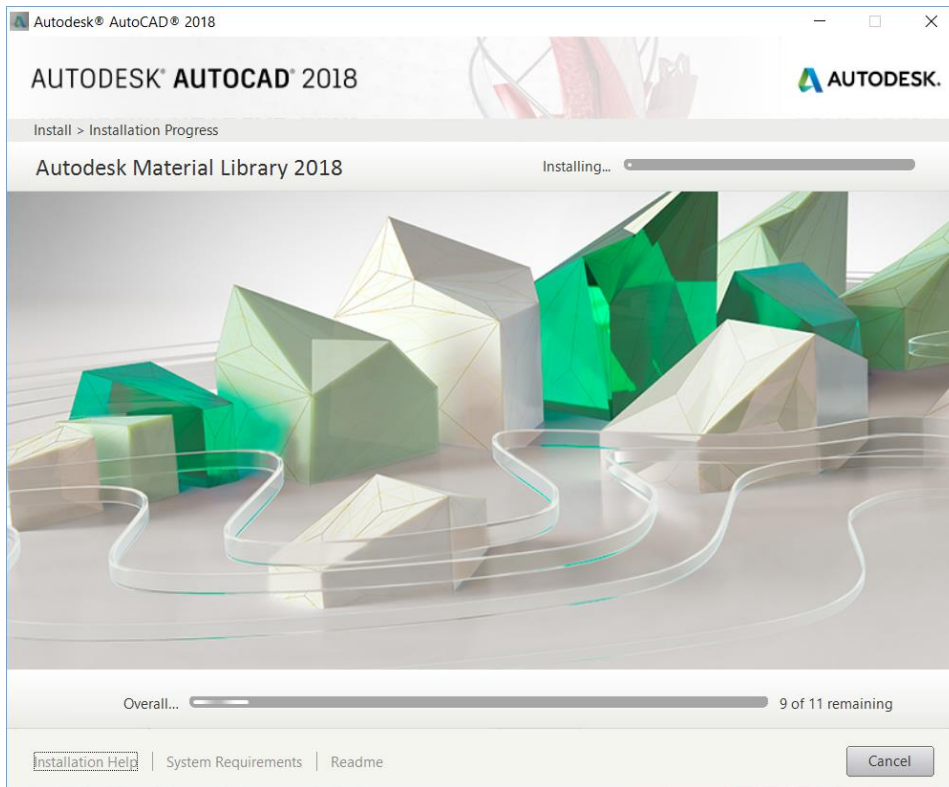 Autodesk® AutoCAD® 2018
AUTODESK® AUTOCAD® 2018
AUTODESK.
Install > Installation Progress
Autodesk Material Library 2018
Installing...
Overall...
9 of 11 remaining
Installation Help
System Requirements
Readme
Cancel